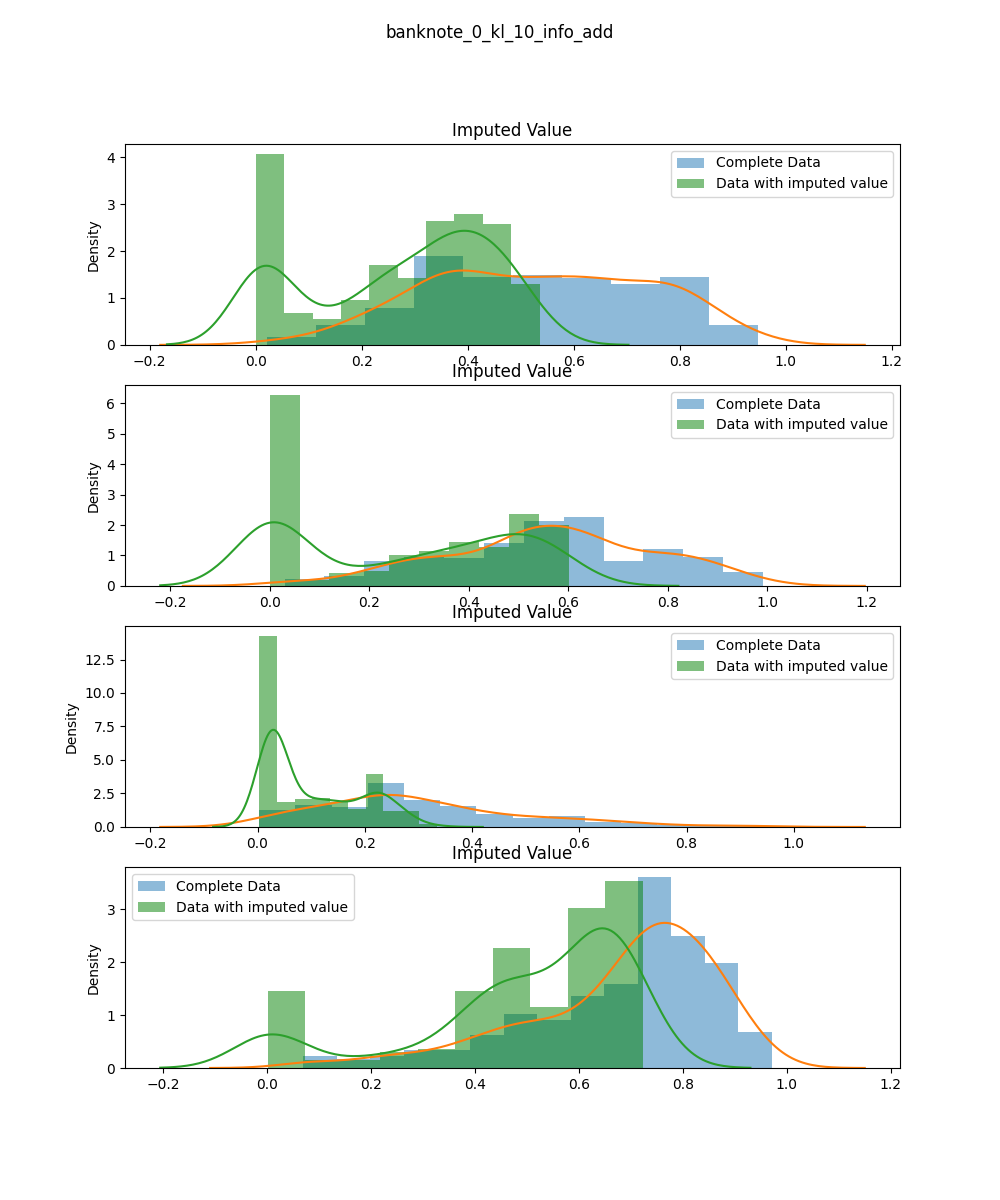 banknote_0_kl_10_info_add
Imputed Value
4
3
2
1
0
Density
Complete Data
Data with imputed value
−0.2 0.0 0.2 0.4 0.6 0.8 1.0 1.2
Imputed Value
6
5
4
3
2
1
0
Density
Complete Data
Data with imputed value
−0.2 0.0 0.2 0.4 0.6 0.8 1.0 1.2
Imputed Value
12.5
10.0
7.5
5.0
2.5
0.0
Density
Complete Data
Data with imputed value
−0.2 0.0 0.2 0.4 0.6 0.8 1.0
Imputed Value
3
2
1
0
Density
Complete Data
Data with imputed value
−0.2 0.0 0.2 0.4 0.6 0.8 1.0 1.2